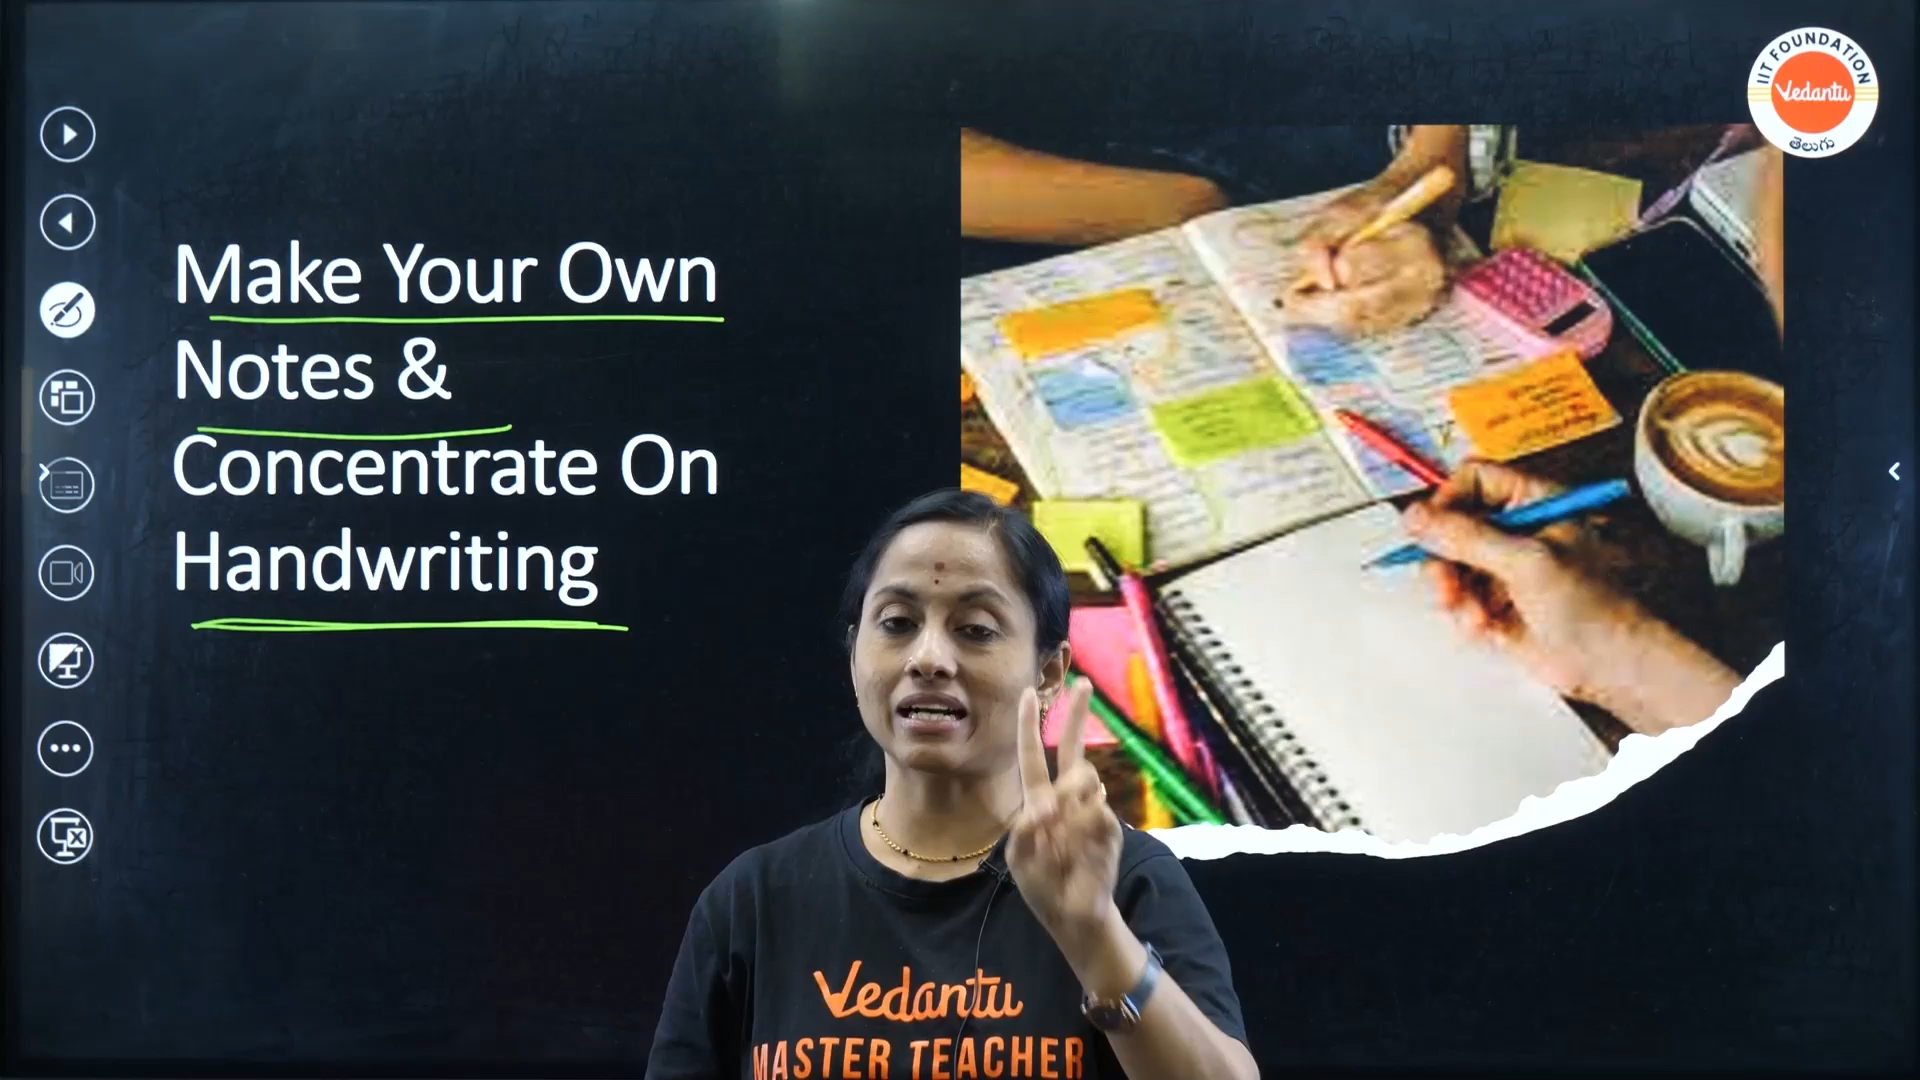 IIT FOUNDATION
Vedantu
తెలుగు
Make Your Own
Notes &
Concentrate On
Handwriting
Vedantu
MASTER TEACHER